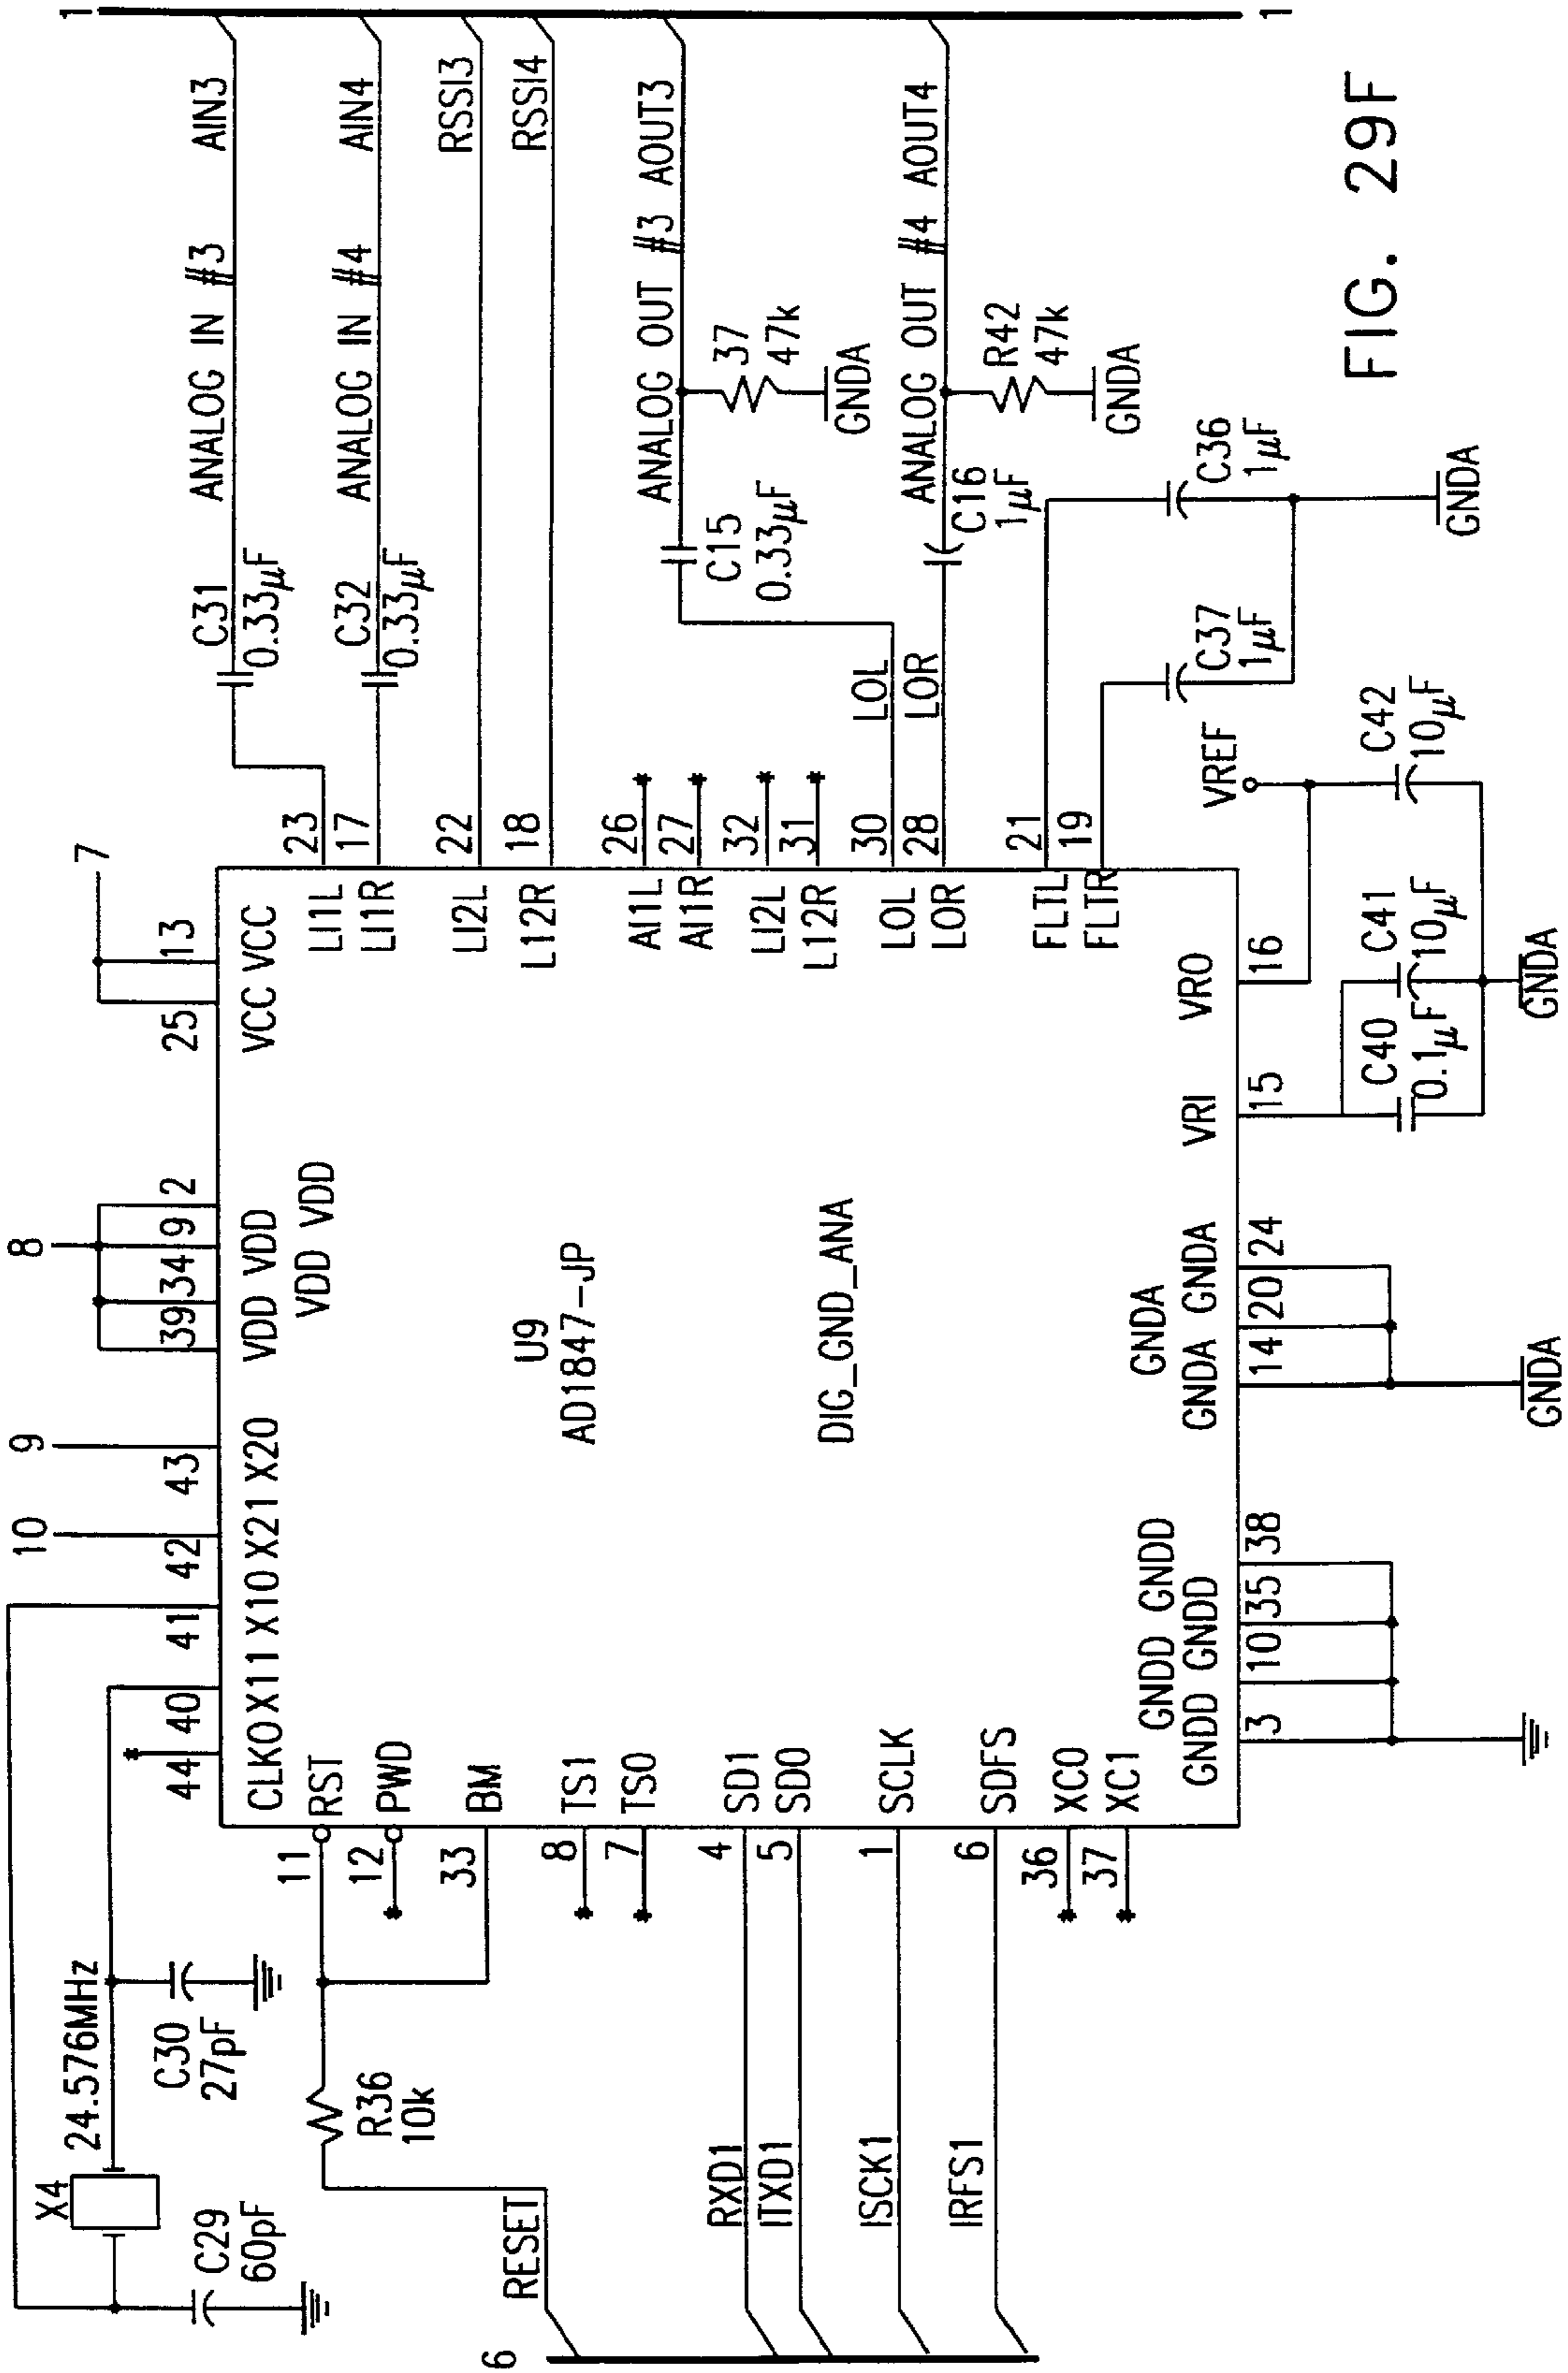 10
9
8
7
1
X4
24.576MHz
C29
60pF
C30
27pF
44
40
41
42
43
39
34
9
2
25
13
CLKO X11 X10 X21 X20
VDD VDD
VDD VDD
VCC VCC
R36
10k
RESET
11
RST
12
PWD
33
BM
8
TS1
7
TS0
RXD1
4
SD1
ITXD1
5
SD0
ISCK1
1
SCLK
IRFS1
6
SDFS
36
XC0
37
XC1
6
U9
AD1847-JP
DIG_GND_ANA
LI1L
23
C31
0.33µF
ANALOG IN #3
AIN3
LI1R
17
C32
0.33µF
ANALOG IN #4
AIN4
LI2L
22
RSSI3
L12R
18
RSSI4
AI1L
26
AI1R
27
LI2L
32
L12R
31
LOL
30
LOL
C15
0.33µF
ANALOG OUT #3
AOUT3
37
47k
GNDA
LOR
28
LOR
C16
1µF
ANALOG OUT #4
AOUT4
R42
47k
GNDA
FLTL
21
FLTR
19
C37
1µF
C36
1µF
GNDA
GNDD GNDD
GNDD GNDD
3
10
35
38
GNDA
GNDA GNDA
14
20
24
GNDA
VRI
15
VRO
16
VREF
C40
0.1µF
C41
10µF
C42
10µF
GNDA
1
FIG. 29F